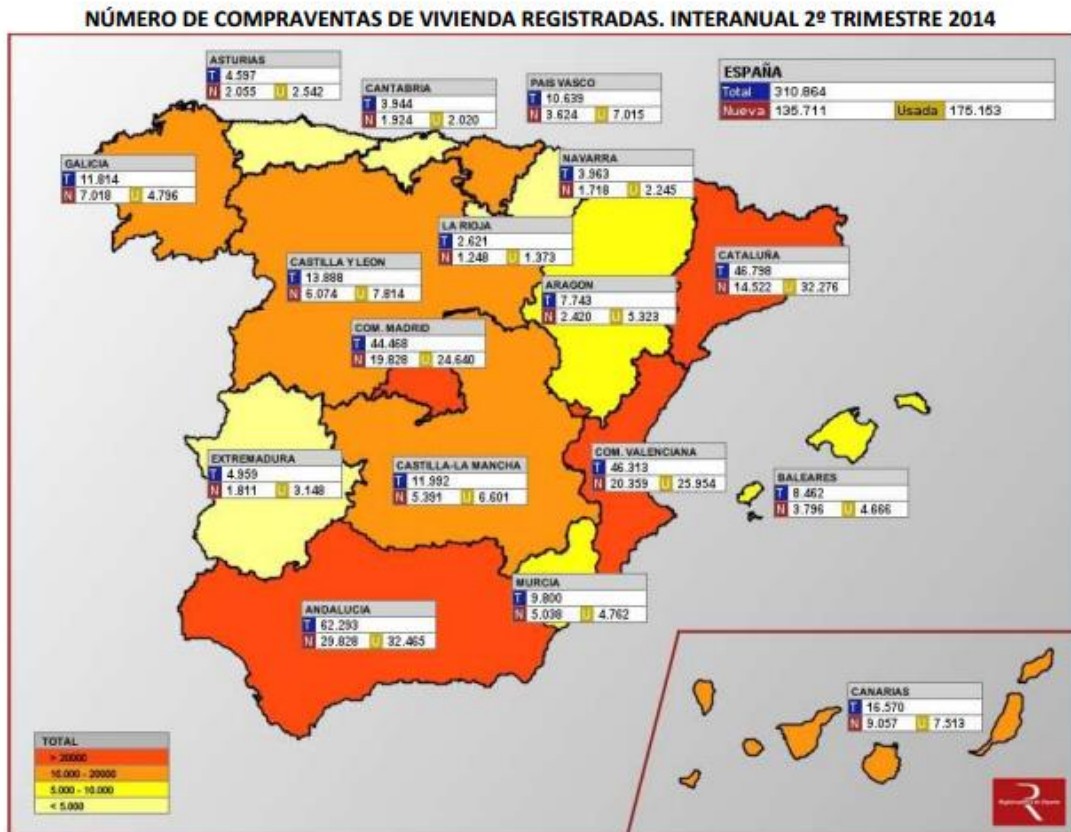 NÚMERO DE COMPRAVENTAS DE VIVIENDA REGISTRADAS. INTERANUAL 2º TRIMESTRE 2014
ASTURIAS
T 4.597
N 2.055 U 2.542
CANTABRIA
T 3.944
N 1.924 U 2.020
PAIS VASCO
T 10.639
N 3.624 U 7.015
ESPAÑA
Total 310.864
Nueva 135.711 Usada 175.153
GALICIA
T 11.814
N 7.018 U 4.796
NAVARRA
T 3.963
N 1.718 U 2.245
LA RIOJA
T 2.621
N 1.248 U 1.373
CASTILLA Y LEON
T 13.888
N 6.074 U 7.814
CATALUÑA
T 46.798
N 14.522 U 32.276
ARAGON
T 7.743
N 2.420 U 5.323
COM. MADRID
T 44.468
N 19.828 U 24.640
EXTREMADURA
T 4.959
N 1.811 U 3.148
CASTILLA-LA MANCHA
T 11.992
N 5.391 U 6.601
COM. VALENCIANA
T 46.313
N 20.359 U 25.954
BALEARES
T 8.462
N 3.796 U 4.666
MURCIA
T 9.800
N 5.038 U 4.762
ANDALUCIA
T 62.293
N 29.828 U 32.465
CANARIAS
T 16.570
N 9.057 U 7.513
TOTAL
> 20000
10.000 - 20000
5.000 - 10.000
< 5.000
R